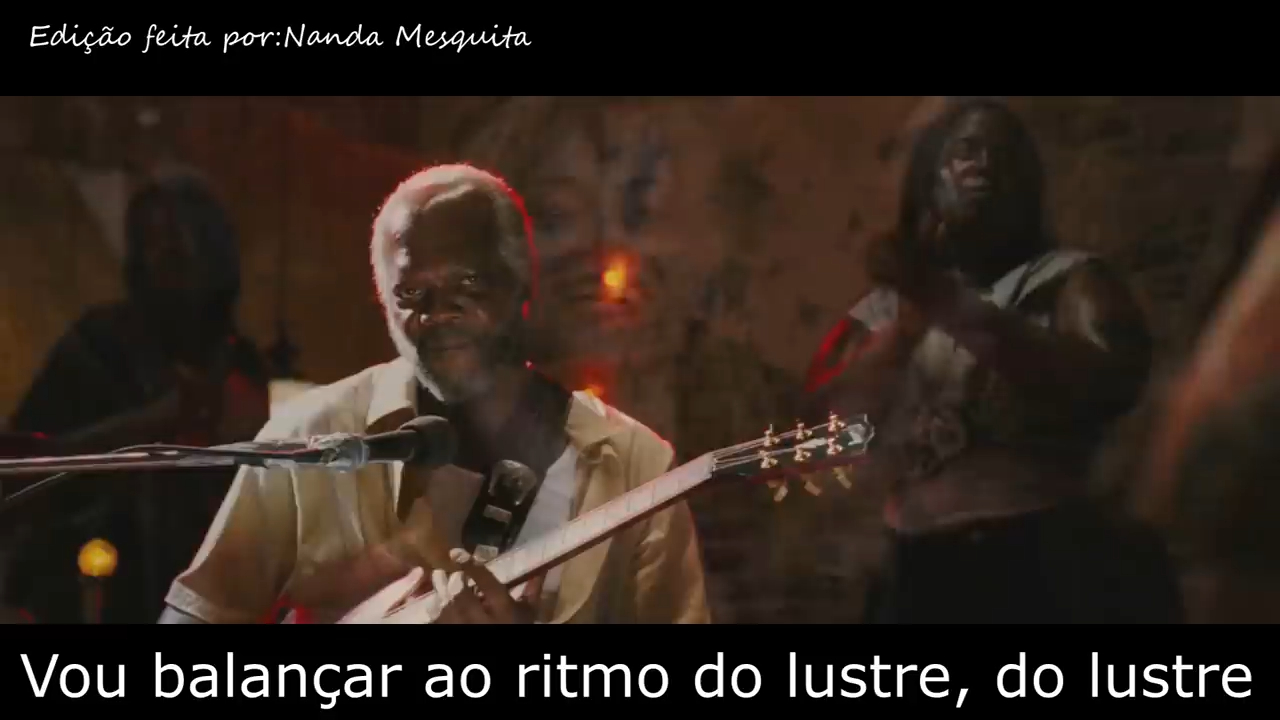 Edição feita por:Nanda Mesquita
Vou balançar ao ritmo do lustre, do lustre